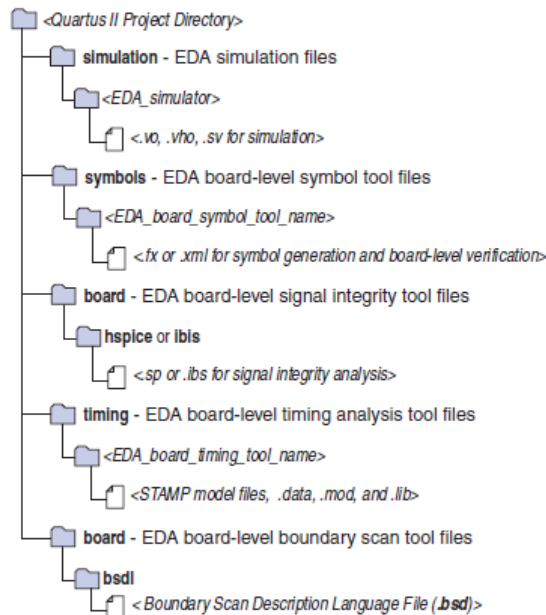 <Quartus II Project Directory>
simulation - EDA simulation files
<EDA_simulator>
<.vo, .vho, .sv for simulation>
symbols - EDA board-level symbol tool files
<EDA_board_symbol_tool_name>
<fx or .xml for symbol generation and board-level verification>
board - EDA board-level signal integrity tool files
hspice or ibis
<sp or .ibs for signal integrity analysis>
timing - EDA board-level timing analysis tool files
<EDA_board_timing_tool_name>
<STAMP model files, .data, .mod, and .lib>
board - EDA board-level boundary scan tool files
bsdl
< Boundary Scan Description Language File (.bsd)>